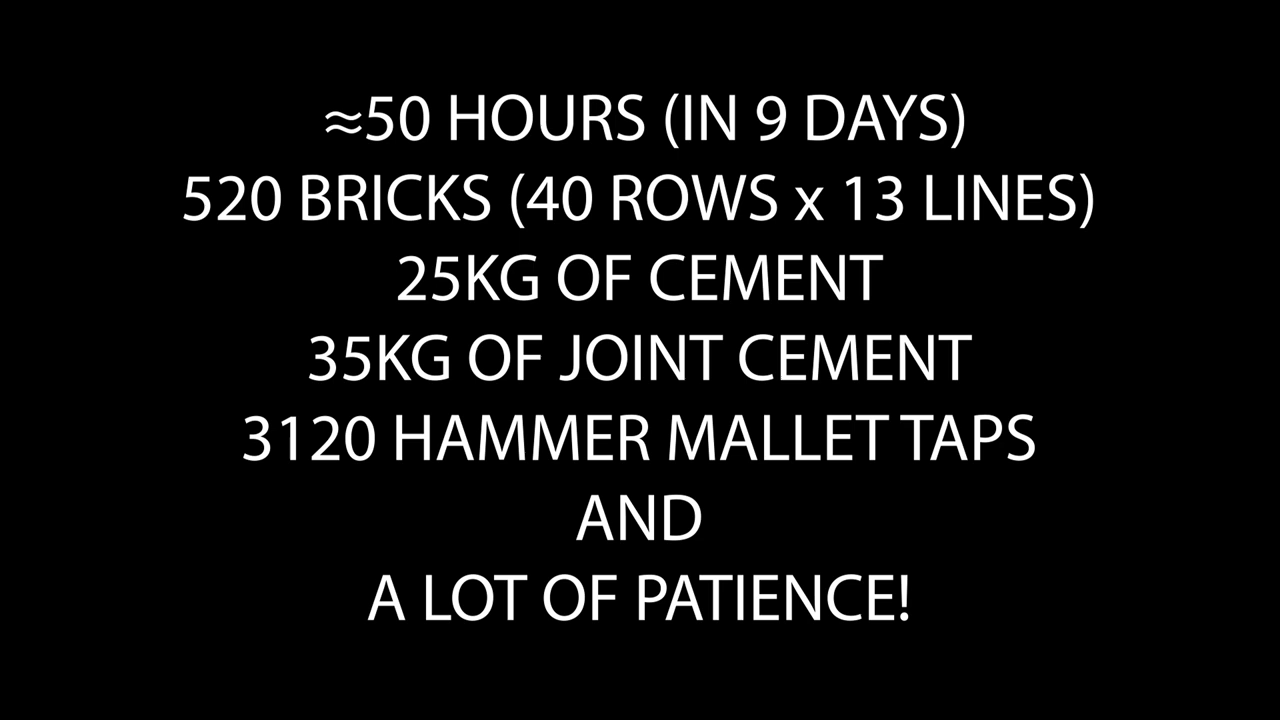 ≈50 HOURS (IN 9 DAYS)
520 BRICKS (40 ROWS x 13 LINES)
25KG OF CEMENT
35KG OF JOINT CEMENT
3120 HAMMER MALLET TAPS
AND
A LOT OF PATIENCE!